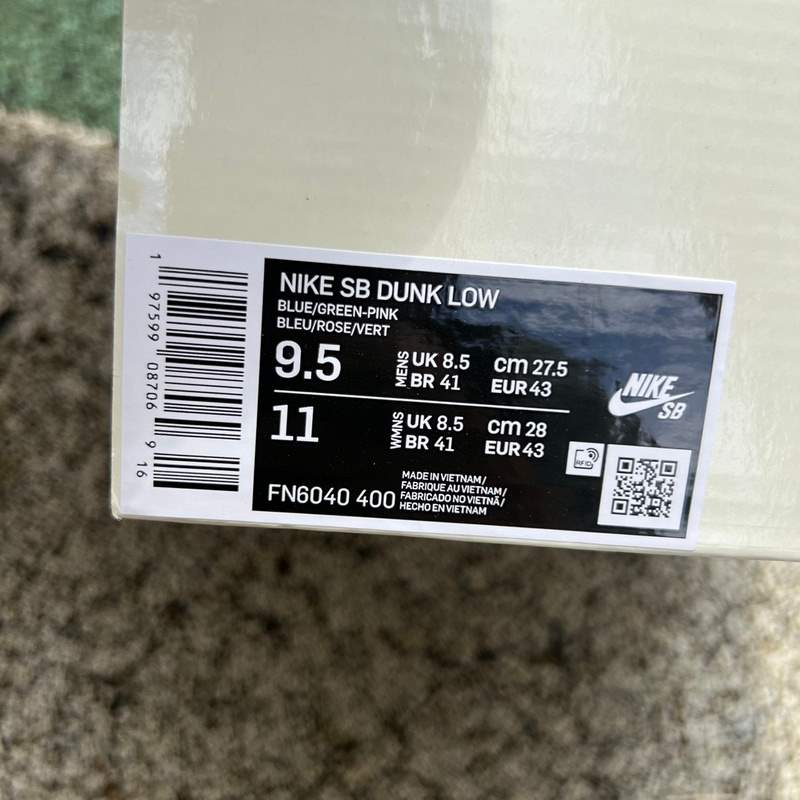 NIKE SB DUNK LOW
BLUE/GREEN-PINK
BLEU/ROSE/VERT
9.5
MENS
UK 8.5 cm 27.5
BR 41 EUR 43
11
WMNS
UK 8.5 cm 28
BR 41 EUR 43
NIKE
SB
RFID
FN6040 400
MADE IN VIETNAM/
FABRIQUE AU VIETNAM/
FABRICADO NO VIETNÃ/
HECHO EN VIETNAM
1 97599 08706 9 16